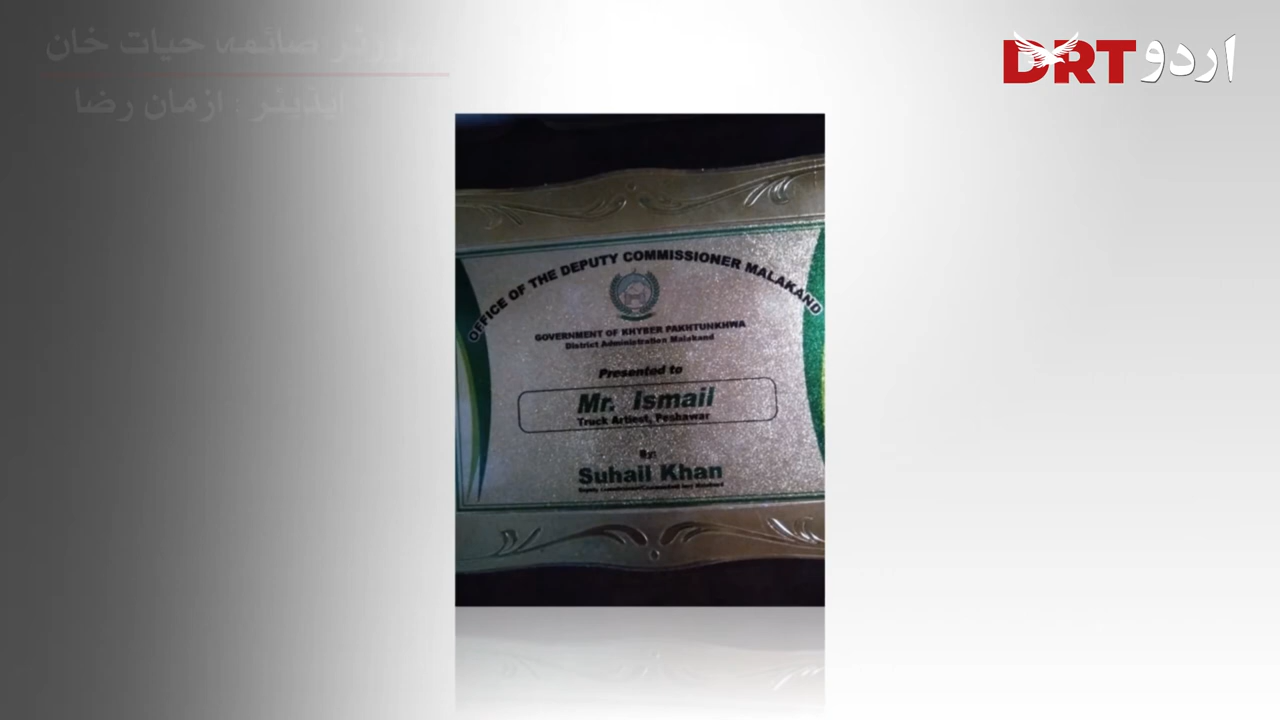 رپورٹر صائمہ حیات خان
ایڈیٹر : ازمان رضا
DRT اردو
OFFICE OF THE DEPUTY COMMISSIONER MALAKAND
GOVERNMENT OF KHYBER PAKHTUNKHWA
District Administration Malakand
Presented to
Mr. Ismail
Truck Artiest, Peshawar
By:
Suhail Khan